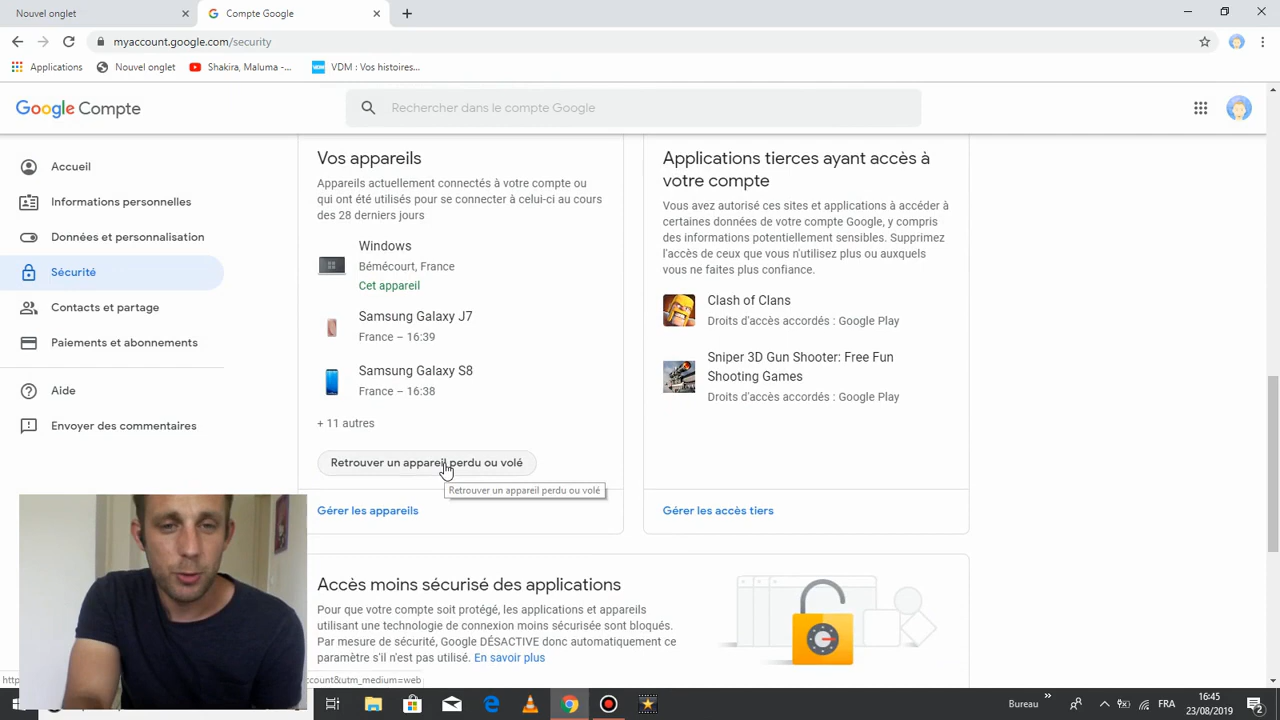 Nouvel onglet
Compte Google
myaccount.google.com/security
Applications
Nouvel onglet
Shakira, Maluma -...
VDM
VDM : Vos histoires...
Google Compte
Rechercher dans le compte Google
Accueil
Informations personnelles
Données et personnalisation
Sécurité
Contacts et partage
Paiements et abonnements
Aide
Envoyer des commentaires
Vos appareils
Appareils actuellement connectés à votre compte ou
qui ont été utilisés pour se connecter à celui-ci au cours
des 28 derniers jours
Windows
Bémécourt, France
Cet appareil
Samsung Galaxy J7
France – 16:39
Samsung Galaxy S8
France – 16:38
+ 11 autres
Retrouver un appareil perdu ou volé
Retrouver un appareil perdu ou volé
Gérer les appareils
Applications tierces ayant accès à
votre compte
Vous avez autorisé ces sites et applications à accéder à
certaines données de votre compte Google, y compris
des informations potentiellement sensibles. Supprimez
l'accès de ceux que vous n'utilisez plus ou auxquels
vous ne faites plus confiance.
Clash of Clans
Droits d'accès accordés : Google Play
Sniper 3D Gun Shooter: Free Fun
Shooting Games
Droits d'accès accordés : Google Play
Gérer les accès tiers
Accès moins sécurisé des applications
Pour que votre compte soit protégé, les applications et appareils
utilisant une technologie de connexion moins sécurisée sont bloqués.
Par mesure de sécurité, Google DÉSACTIVE donc automatiquement ce
paramètre s'il n'est pas utilisé. En savoir plus
count&utm_medium=web
Bureau
FRA
16:45
23/08/2019
2